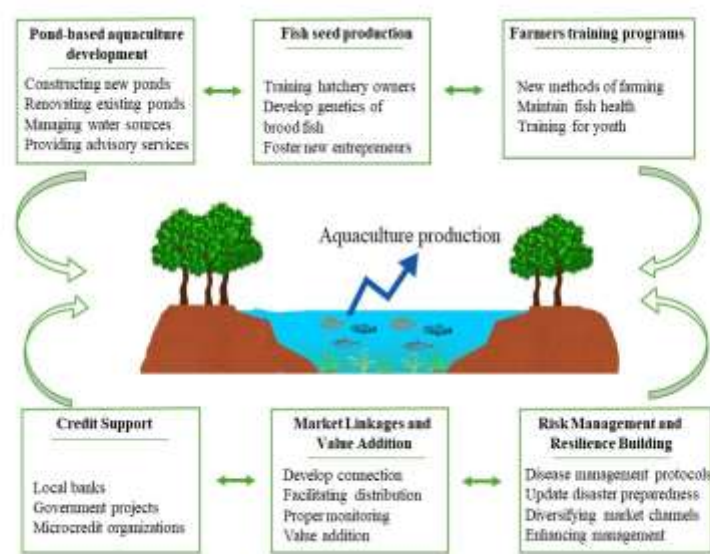 Pond-based aquaculture
development
Constructing new ponds
Renovating existing ponds
Managing water sources
Providing advisory services
Fish seed production
Training hatchery owners
Develop genetics of
brood fish
Foster new entrepreneurs
Farmers training programs
New methods of farming
Maintain fish health
Training for youth
Aquaculture production
Credit Support
Local banks
Government projects
Microcredit organizations
Market Linkages and
Value Addition
Develop connection
Facilitating distribution
Proper monitoring
Value addition
Risk Management and
Resilience Building
Disease management protocols
Update disaster preparedness
Diversifying market channels
Enhancing management